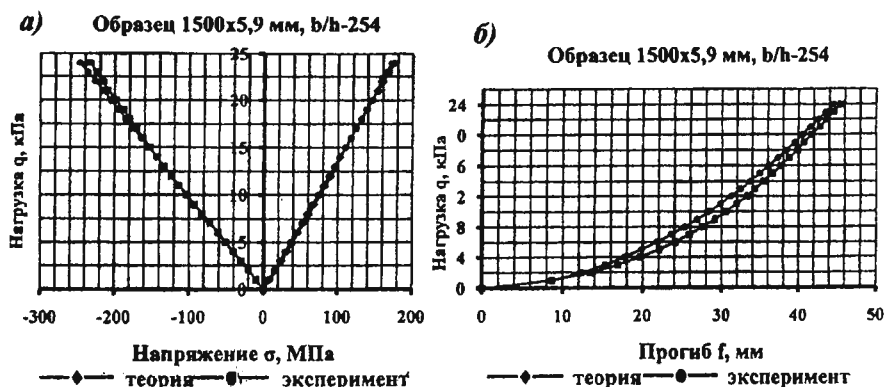 а) Образец 1500x5,9 мм, b/h-254
25
20
15
10
5
0
Нагрузка q, кПа
-300 -200 -100 0 100 200
Напряжение σ, МПа
теория эксперимент
б)
Образец 1500x5,9 мм, b/h-254
24
0
6
2
8
4
0
Нагрузка q, кПа
0 10 20 30 40 50
Прогиб f, мм
теория эксперимент